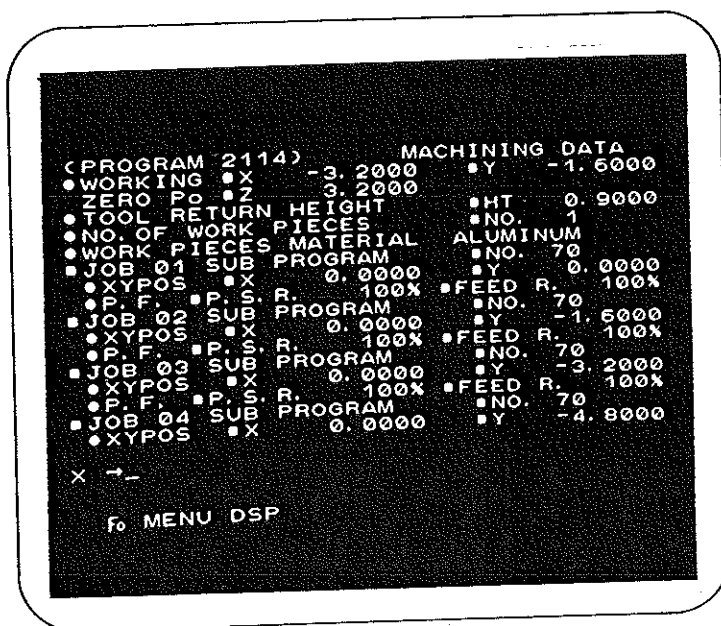 (PROGRAM 2114) MACHINING DATA
●WORKING ■X -3.2000 ■Y -1.6000
ZERO Po ■Z 3.2000
●TOOL RETURN HEIGHT ■HT 0.9000
●NO. OF WORK PIECES ■NO. 1
●WORK PIECES MATERIAL ALUMINUM
■JOB 01 SUB PROGRAM ■NO. 70
●XYPOS ■X 0.0000 ■Y 0.0000
●P. F. ■P. S. R. 100% ■FEED R. 100%
■JOB 02 SUB PROGRAM ■NO. 70
●XYPOS ■X 0.0000 ■Y -1.6000
●P. F. ■P. S. R. 100% ■FEED R. 100%
■JOB 03 SUB PROGRAM ■NO. 70
●XYPOS ■X 0.0000 ■Y -3.2000
●P. F. ■P. S. R. 100% ■FEED R. 100%
■JOB 04 SUB PROGRAM ■NO. 70
●XYPOS ■X 0.0000 ■Y -4.8000
× →_
Fo MENU DSP